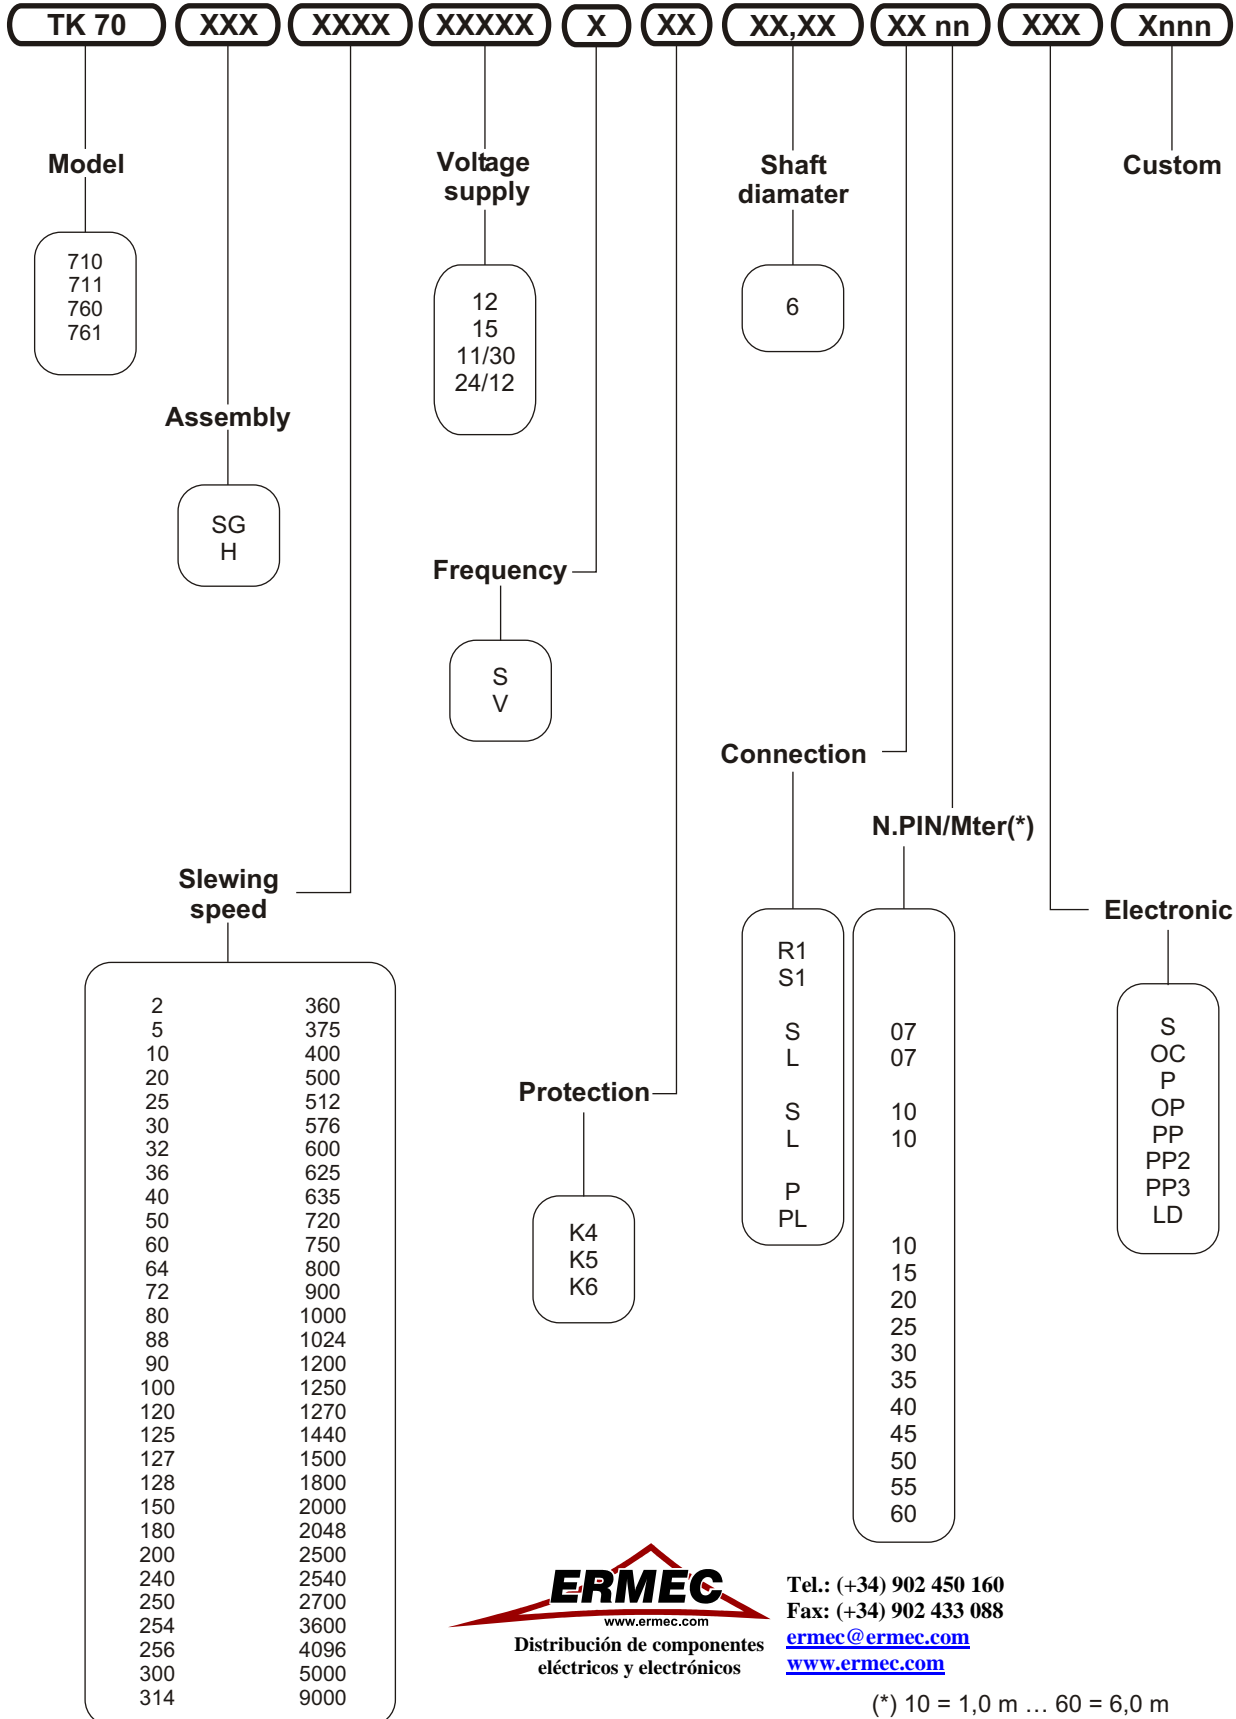 TK 70 XXX XXXX XXXXX X XX XX,XX XX nn XXX Xnnn
Model
710
711
760
761
Assembly
SG
H
Voltage
supply
12
15
11/30
24/12
Frequency
S
V
Shaft
diamater
6
Custom
Connection
R1
S1
S
L
S
L
P
PL
N.PIN/Mter(*)
07
07
10
10
10
15
20
25
30
35
40
45
50
55
60
Electronic
S
OC
P
OP
PP
PP2
PP3
LD
Protection
K4
K5
K6
Slewing
speed
2 360
5 375
10 400
20 500
25 512
30 576
32 600
36 625
40 635
50 720
60 750
64 800
72 900
80 1000
88 1024
90 1200
100 1250
120 1270
125 1440
127 1500
128 1800
150 2000
180 2048
200 2500
240 2540
250 2700
254 3600
256 4096
300 5000
314 9000
ERMEC
www.ermec.com
Distribución de componentes
eléctricos y electrónicos
Tel.: (+34) 902 450 160
Fax: (+34) 902 433 088
ermec@ermec.com
www.ermec.com
(*) 10 = 1,0 m … 60 = 6,0 m